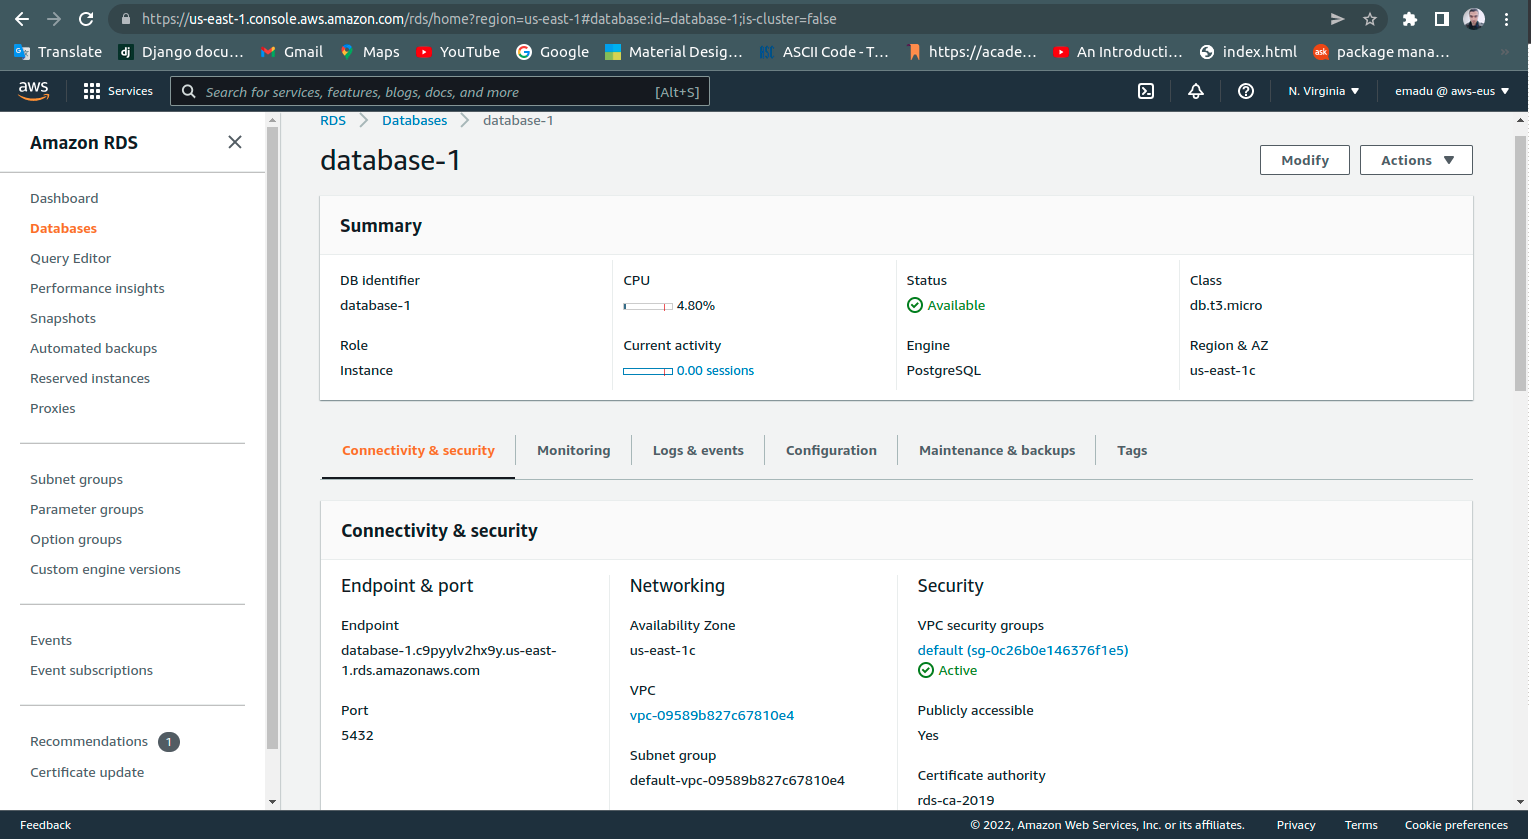 https://us-east-1.console.aws.amazon.com/rds/home?region=us-east-1#database:id=database-1;is-cluster=false
Translate
dj Django docu...
Gmail
Maps
YouTube
Google
Material Desig...
ASC ASCII Code - T...
https://acade...
An Introducti...
index.html
ask package mana...
»
aws
Services
Search for services, features, blogs, docs, and more [Alt+S]
N. Virginia
emadu @ aws-eus
Amazon RDS
Dashboard
Databases
Query Editor
Performance insights
Snapshots
Automated backups
Reserved instances
Proxies
Subnet groups
Parameter groups
Option groups
Custom engine versions
Events
Event subscriptions
Recommendations 1
Certificate update
RDS > Databases > database-1
database-1
Modify
Actions
Summary
DB identifier
database-1
CPU
4.80%
Status
Available
Class
db.t3.micro
Role
Instance
Current activity
0.00 sessions
Engine
PostgreSQL
Region & AZ
us-east-1c
Connectivity & security
Monitoring
Logs & events
Configuration
Maintenance & backups
Tags
Connectivity & security
Endpoint & port
Endpoint
database-1.c9pyylv2hx9y.us-east-
1.rds.amazonaws.com
Port
5432
Networking
Availability Zone
us-east-1c
VPC
vpc-09589b827c67810e4
Subnet group
default-vpc-09589b827c67810e4
Security
VPC security groups
default (sg-0c26b0e146376f1e5)
Active
Publicly accessible
Yes
Certificate authority
rds-ca-2019
Feedback
© 2022, Amazon Web Services, Inc. or its affiliates.
Privacy
Terms
Cookie preferences